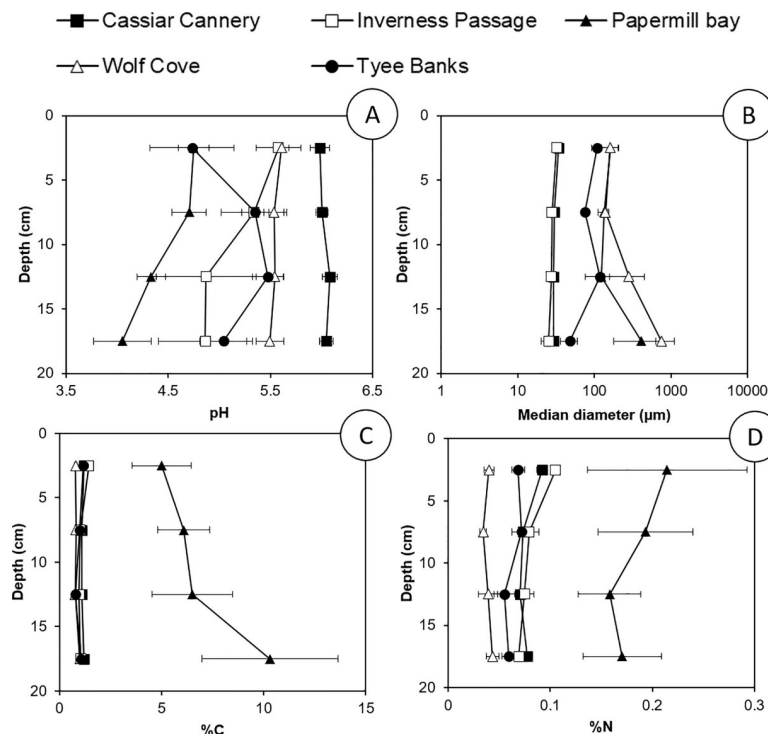 Cassiar Cannery Inverness Passage Papermill bay
Wolf Cove Tyee Banks
A
0
5
10
15
20
Depth (cm)
3.5 4.5 5.5 6.5
pH
B
0
5
10
15
20
Depth (cm)
1 10 100 1000 10000
Median diameter (µm)
C
0
5
10
15
20
Depth (cm)
0 5 10 15
%C
D
0
5
10
15
20
Depth (cm)
0 0.1 0.2 0.3
%N